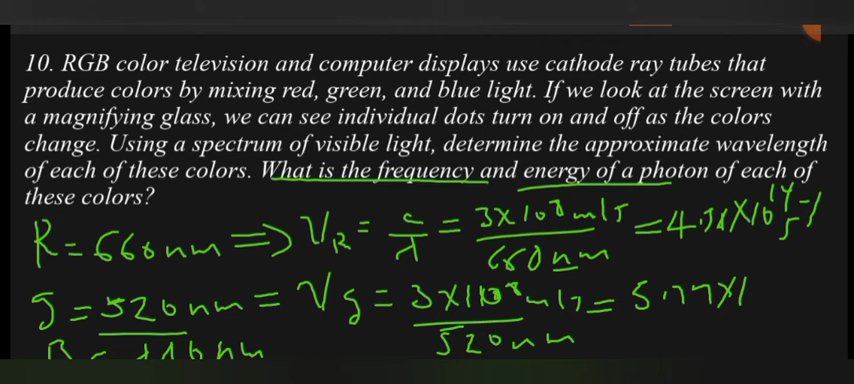 10. RGB color television and computer displays use cathode ray tubes that
produce colors by mixing red, green, and blue light. If we look at the screen with
a magnifying glass, we can see individual dots turn on and off as the colors
change. Using a spectrum of visible light, determine the approximate wavelength
of each of these colors. What is the frequency and energy of a photon of each of
these colors?
R = 660nm => VR = c/λ = 3×10⁸ m/s / 660nm = 4.54×10¹⁴ s⁻¹
g = 520nm = Vg = 3×10⁸ m/s / 520nm = 5.77×1